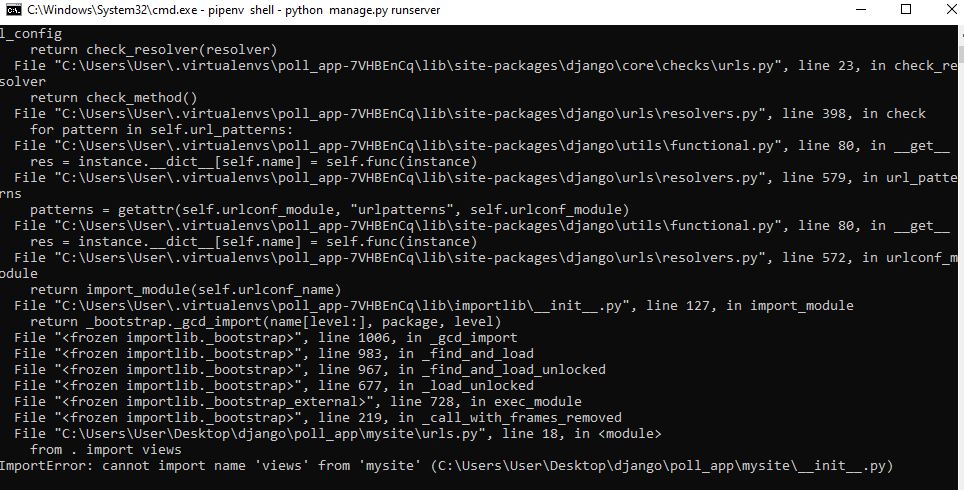 C:\Windows\System32\cmd.exe - pipenv  shell - python  manage.py runserver
l_config
    return check_resolver(resolver)
  File "C:\Users\User\.virtualenvs\poll_app-7VHBEnCq\lib\site-packages\django\core\checks\urls.py", line 23, in check_re
solver
    return check_method()
  File "C:\Users\User\.virtualenvs\poll_app-7VHBEnCq\lib\site-packages\django\urls\resolvers.py", line 398, in check
    for pattern in self.url_patterns:
  File "C:\Users\User\.virtualenvs\poll_app-7VHBEnCq\lib\site-packages\django\utils\functional.py", line 80, in __get__
    res = instance.__dict__[self.name] = self.func(instance)
  File "C:\Users\User\.virtualenvs\poll_app-7VHBEnCq\lib\site-packages\django\urls\resolvers.py", line 579, in url_patte
rns
    patterns = getattr(self.urlconf_module, "urlpatterns", self.urlconf_module)
  File "C:\Users\User\.virtualenvs\poll_app-7VHBEnCq\lib\site-packages\django\utils\functional.py", line 80, in __get__
    res = instance.__dict__[self.name] = self.func(instance)
  File "C:\Users\User\.virtualenvs\poll_app-7VHBEnCq\lib\site-packages\django\urls\resolvers.py", line 572, in urlconf_m
odule
    return import_module(self.urlconf_name)
  File "C:\Users\User\.virtualenvs\poll_app-7VHBEnCq\lib\importlib\__init__.py", line 127, in import_module
    return _bootstrap._gcd_import(name[level:], package, level)
  File "<frozen importlib._bootstrap>", line 1006, in _gcd_import
  File "<frozen importlib._bootstrap>", line 983, in _find_and_load
  File "<frozen importlib._bootstrap>", line 967, in _find_and_load_unlocked
  File "<frozen importlib._bootstrap>", line 677, in _load_unlocked
  File "<frozen importlib._bootstrap_external>", line 728, in exec_module
  File "<frozen importlib._bootstrap>", line 219, in _call_with_frames_removed
  File "C:\Users\User\Desktop\django\poll_app\mysite\urls.py", line 18, in <module>
    from . import views
ImportError: cannot import name 'views' from 'mysite' (C:\Users\User\Desktop\django\poll_app\mysite\__init__.py)